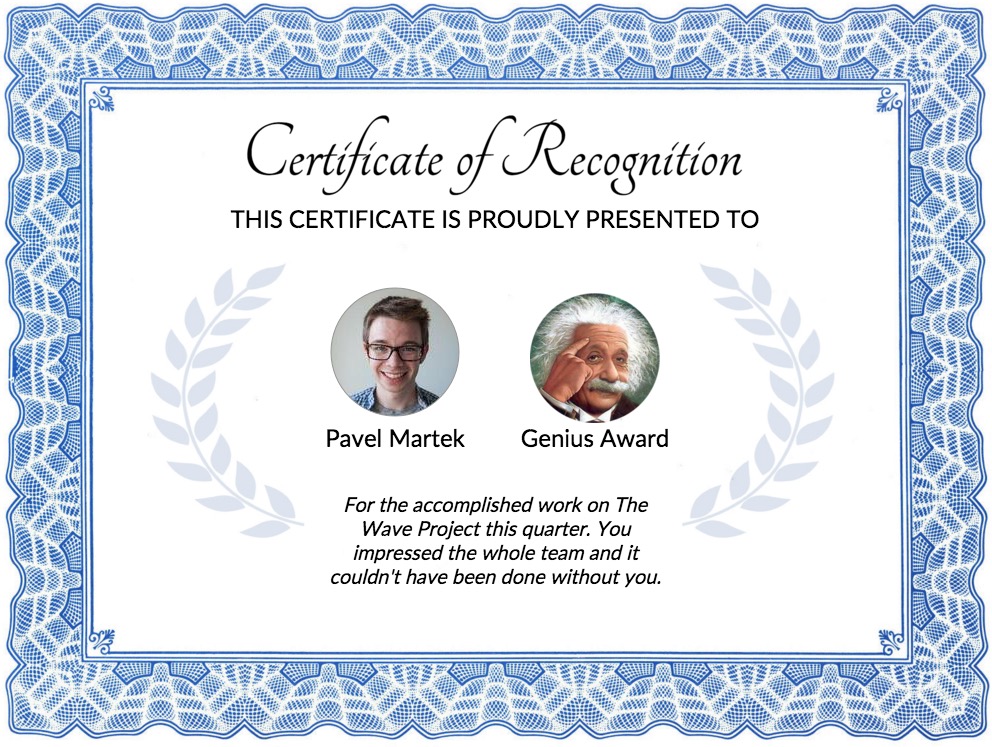 Certificate of Recognition
THIS CERTIFICATE IS PROUDLY PRESENTED TO
Pavel Martek
Genius Award
For the accomplished work on The
Wave Project this quarter. You
impressed the whole team and it
couldn't have been done without you.